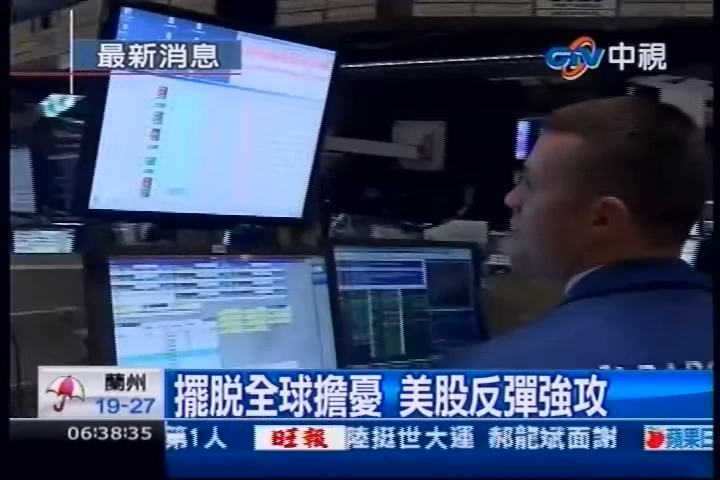 最新消息
CTV中視
蘭州
19-27
擺脫全球擔憂 美股反彈強攻
06:38:35
第1人 旺報 陸挺世大運 郝龍斌面謝 蘋果日